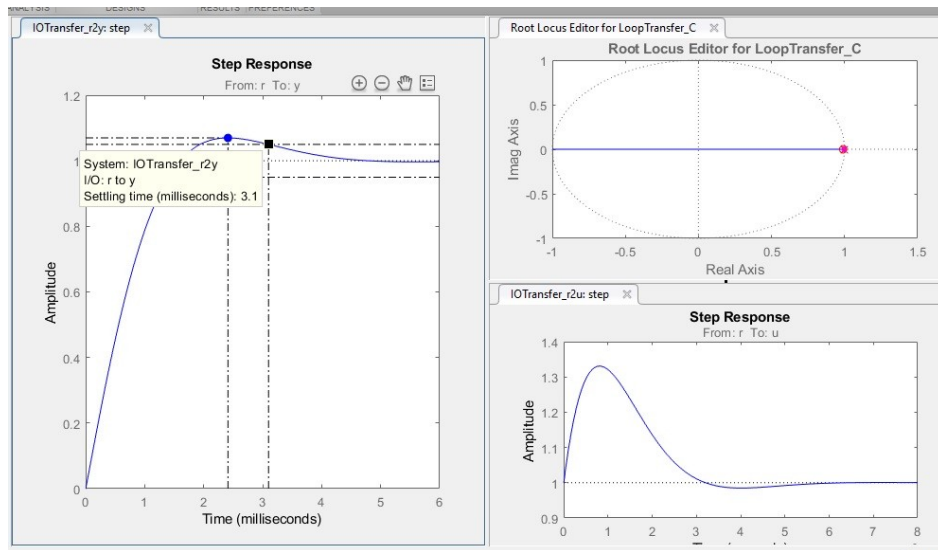 DESIGNS
RESULTS
PREFERENCES
IOTransfer_r2y: step
Step Response
From: r To: y
1.2
1
0.8
0.6
0.4
0.2
0
System: IOTransfer_r2y
I/O: r to y
Settling time (milliseconds): 3.1
Amplitude
0 1 2 3 4 5 6
Time (milliseconds)
Root Locus Editor for LoopTransfer_C
Root Locus Editor for LoopTransfer_C
1
0.5
0
-0.5
-1
Imag Axis
-1 -0.5 0 0.5 1 1.5
Real Axis
IOTransfer_r2u: step
Step Response
From: r To: u
1.4
1.3
1.2
1.1
1
0.9
Amplitude
0 1 2 3 4 5 6 7 8